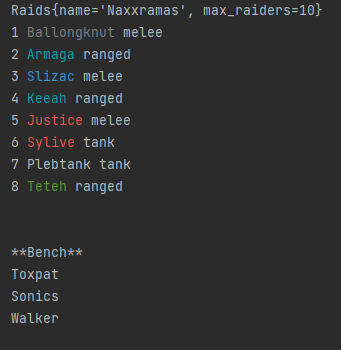 Raids{name='Naxxramas', max_raiders=10}
1 Ballongknut melee
2 Armaga ranged
3 Slizac melee
4 Keeah ranged
5 Justice melee
6 Sylive tank
7 Plebtank tank
8 Teteh ranged
**Bench**
Toxpat
Sonics
Walker